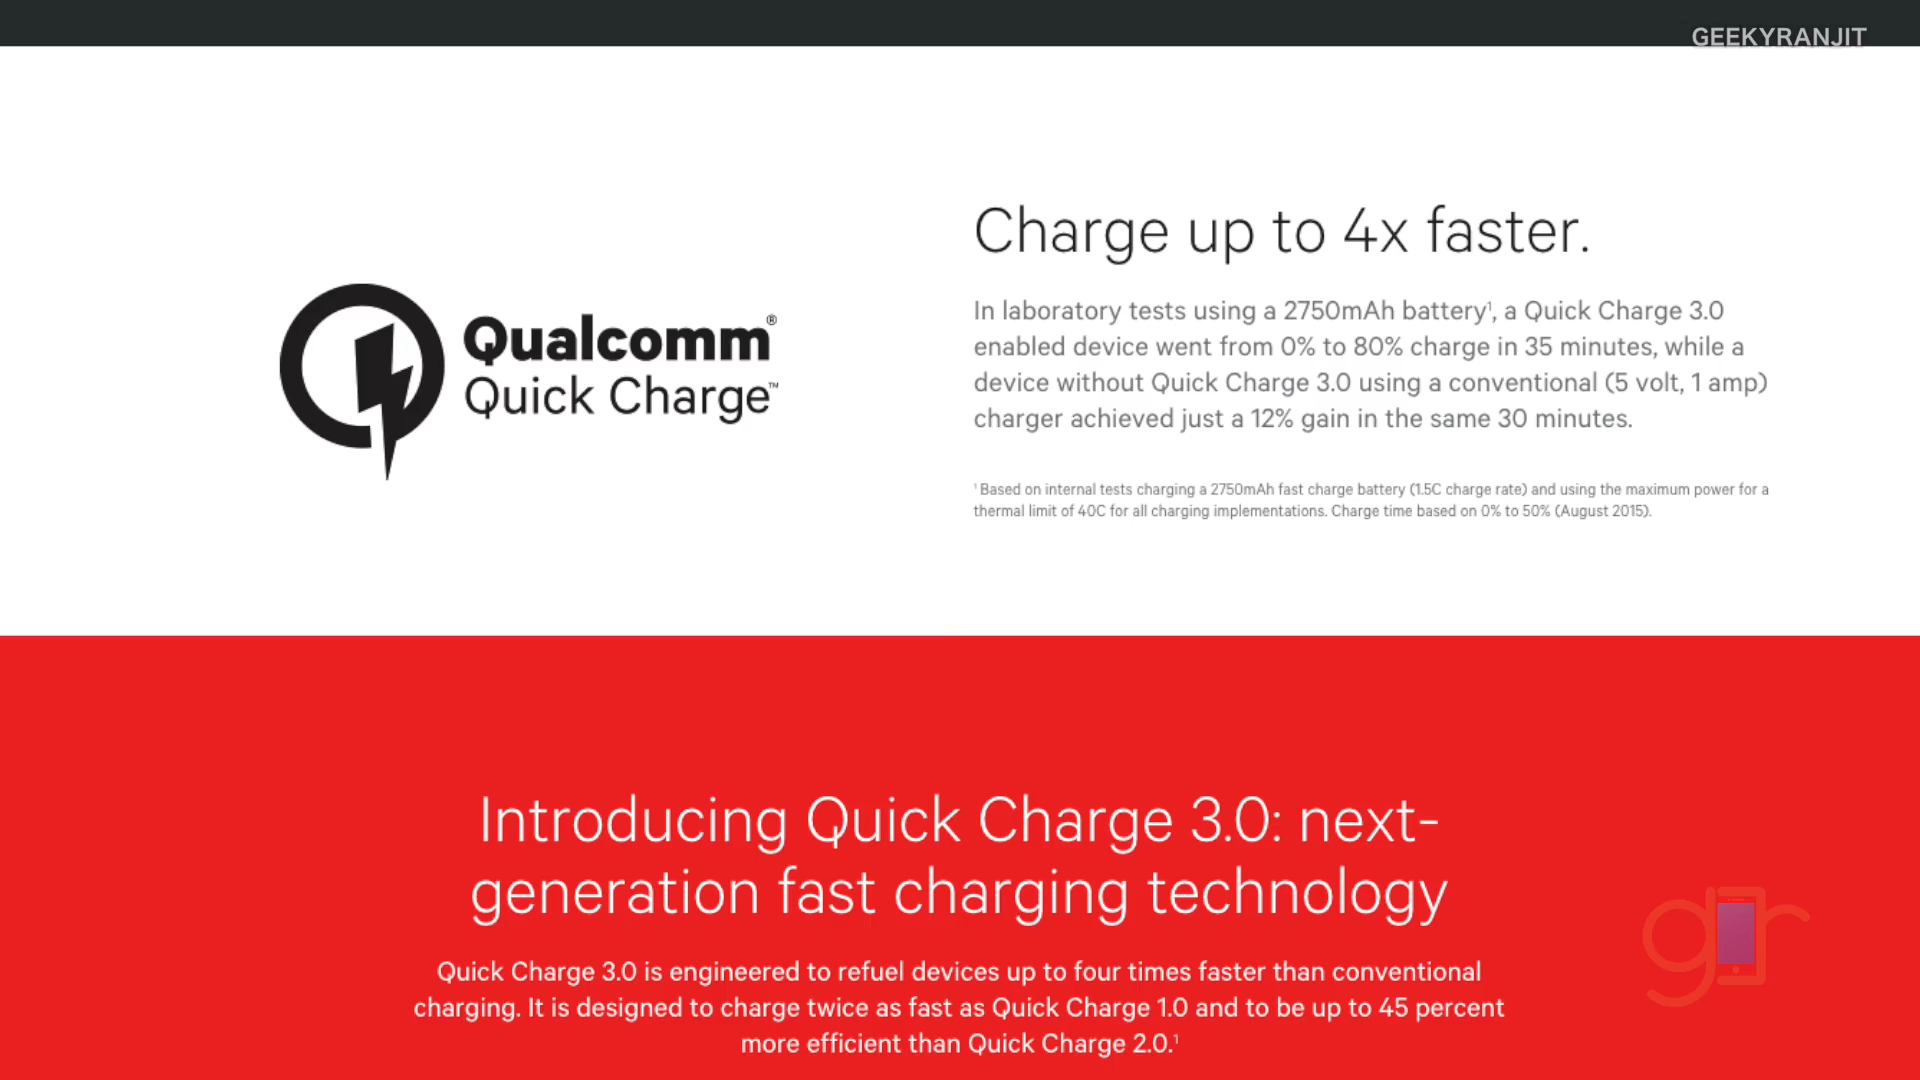 GEEKYRANJIT
Charge up to 4x faster.
Qualcomm®
Quick Charge™
In laboratory tests using a 2750mAh battery¹, a Quick Charge 3.0
enabled device went from 0% to 80% charge in 35 minutes, while a
device without Quick Charge 3.0 using a conventional (5 volt, 1 amp)
charger achieved just a 12% gain in the same 30 minutes.
¹ Based on internal tests charging a 2750mAh fast charge battery (1.5C charge rate) and using the maximum power for a
thermal limit of 40C for all charging implementations. Charge time based on 0% to 50% (August 2015).
Introducing Quick Charge 3.0: next-
generation fast charging technology
Quick Charge 3.0 is engineered to refuel devices up to four times faster than conventional
charging. It is designed to charge twice as fast as Quick Charge 1.0 and to be up to 45 percent
more efficient than Quick Charge 2.0.¹
gr